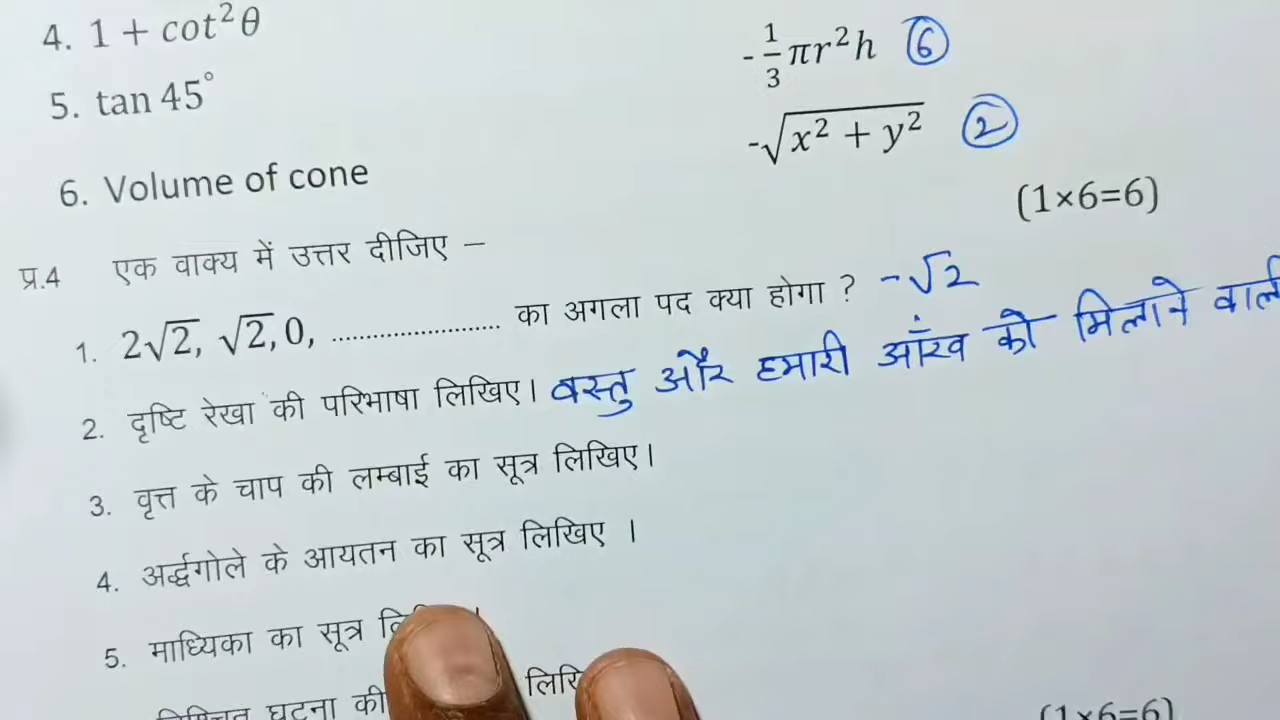 4. 1 + cot²θ
-1/3 πr²h ⑥
5. tan 45°
-√(x² + y²) ②
6. Volume of cone
(1×6=6)
प्र.4 एक वाक्य में उत्तर दीजिए –
1. 2√2, √2, 0, ........................ का अगला पद क्या होगा ? -√2
2. दृष्टि रेखा की परिभाषा लिखिए। वस्तु और हमारी आँख को मिलाने वाली
3. वृत्त के चाप की लम्बाई का सूत्र लिखिए।
4. अर्द्धगोले के आयतन का सूत्र लिखिए ।
5. माध्यिका का सूत्र
घटना की
(1×6=6)